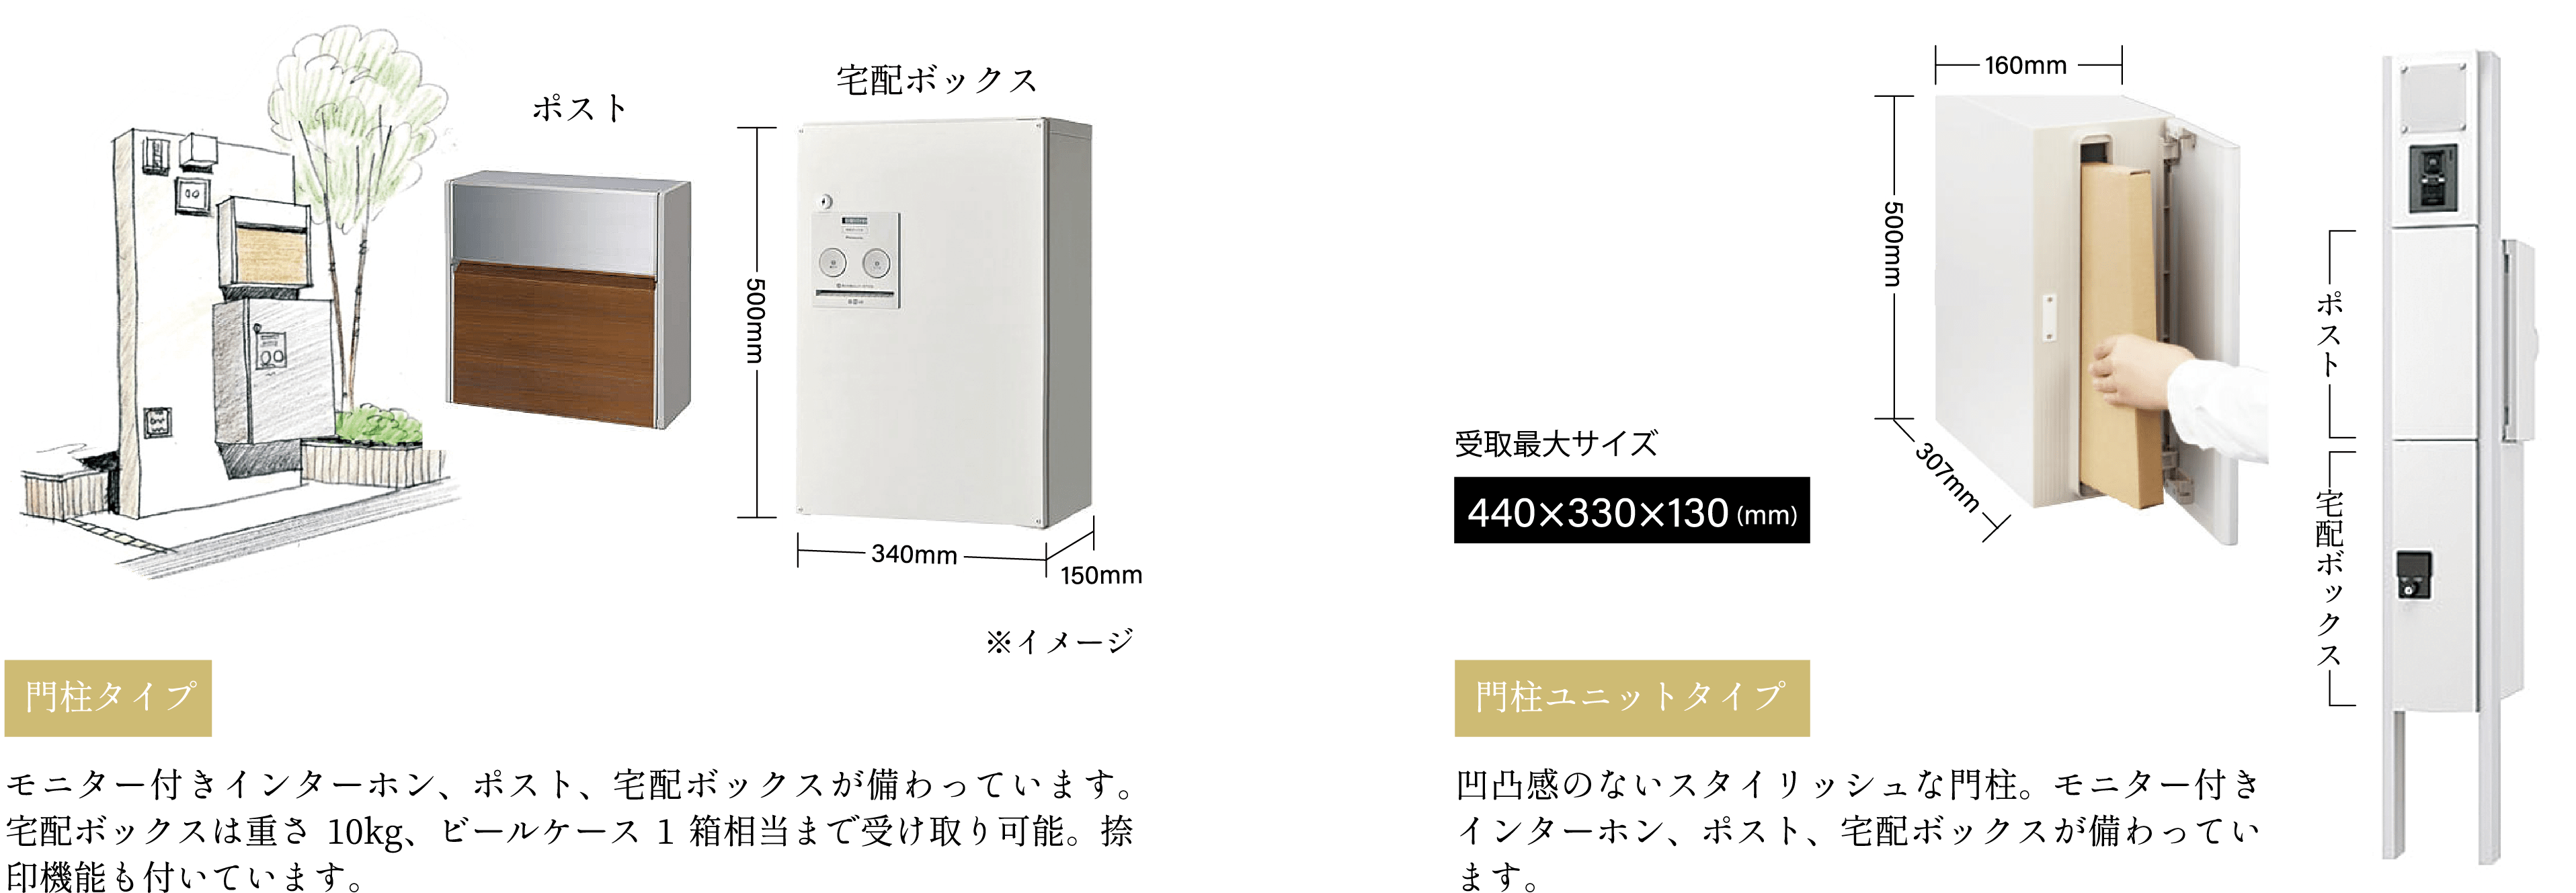 ポスト
宅配ボックス
500mm
340mm
150mm
※イメージ
門柱タイプ
モニター付きインターホン、ポスト、宅配ボックスが備わっています。
宅配ボックスは重さ 10kg、ビールケース 1 箱相当まで受け取り可能。捺
印機能も付いています。
160mm
500mm
307mm
受取最大サイズ
440×330×130 (mm)
ポスト
宅配ボックス
門柱ユニットタイプ
凹凸感のないスタイリッシュな門柱。モニター付き
インターホン、ポスト、宅配ボックスが備わってい
ます。